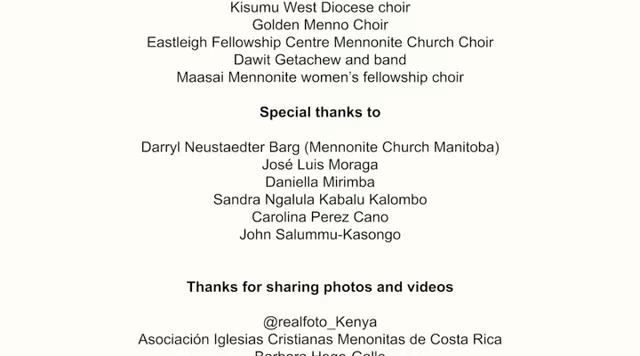 Kisumu West Diocese choir
Golden Menno Choir
Eastleigh Fellowship Centre Mennonite Church Choir
Dawit Getachew and band
Maasai Mennonite women's fellowship choir
Special thanks to
Darryl Neustaedter Barg (Mennonite Church Manitoba)
José Luis Moraga
Daniella Mirimba
Sandra Ngalula Kabalu Kalombo
Carolina Perez Cano
John Salummu-Kasongo
Thanks for sharing photos and videos
@realfoto_Kenya
Asociación Iglesias Cristianas Menonitas de Costa Rica
Barbara